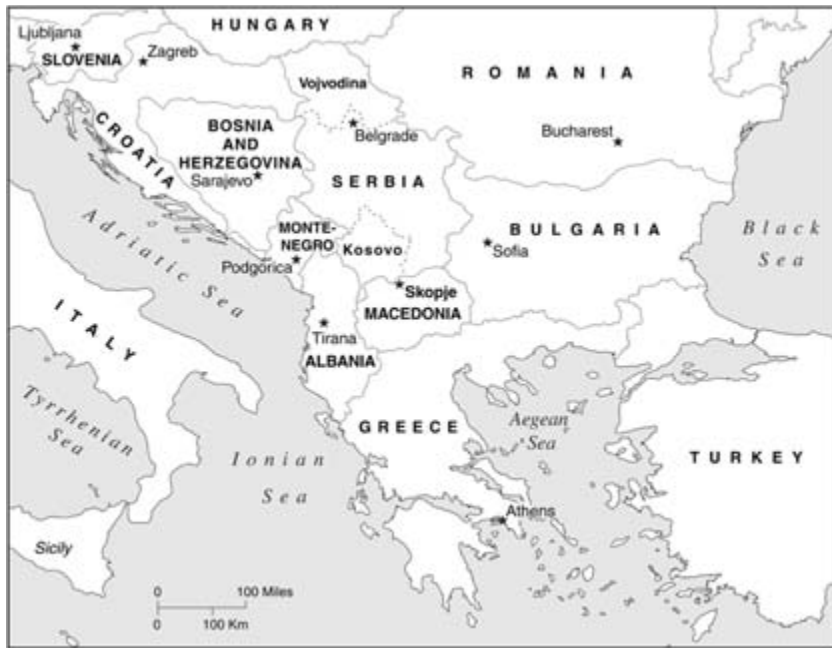 HUNGARY
Ljubljana
SLOVENIA
Zagreb
Vojvodina
ROMANIA
CROATIA
BOSNIA
AND
HERZEGOVINA
Sarajevo
Belgrade
Bucharest
SERBIA
Adriatic Sea
MONTE-
NEGRO
Podgorica
Kosovo
BULGARIA
Sofia
Black
Sea
Skopje
MACEDONIA
ITALY
Tirana
ALBANIA
Tyrrhenian
Sea
GREECE
Aegean
Sea
Ionian
Sea
TURKEY
Athens
Sicily
0 100 Miles
0 100 Km